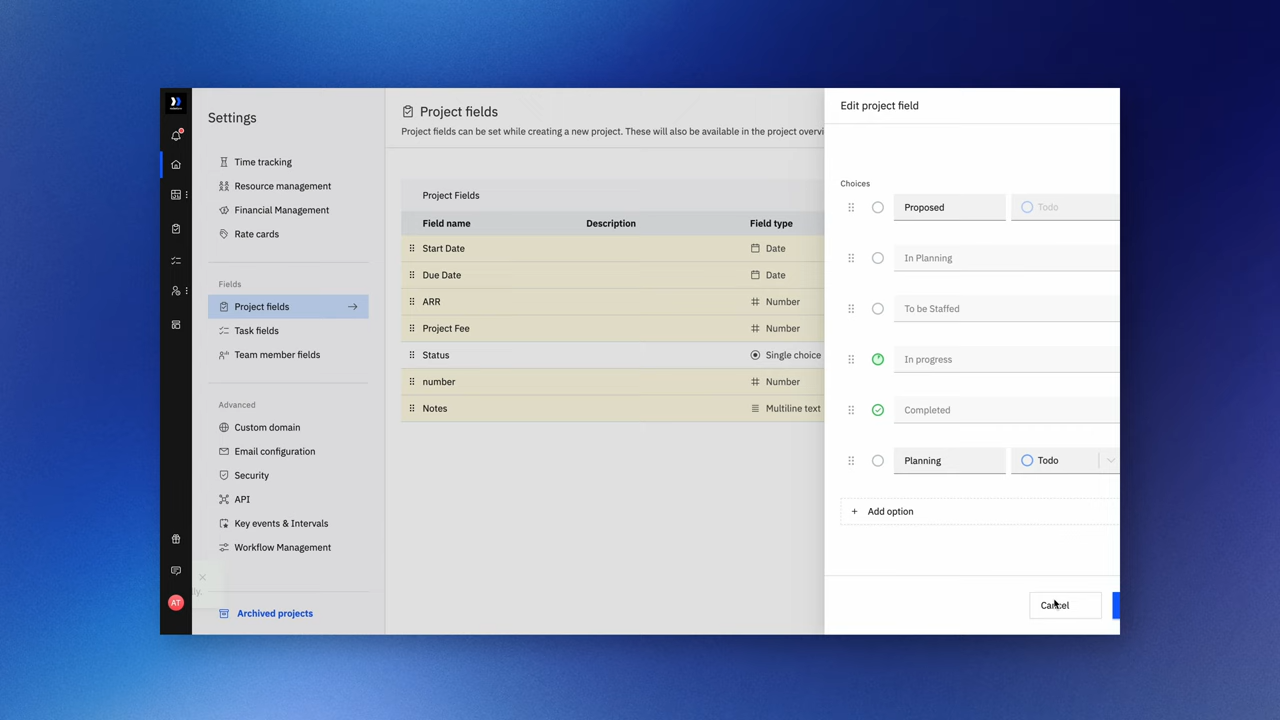 Settings
Time tracking
Resource management
Financial Management
Rate cards
Fields
Project fields
Task fields
Team member fields
Advanced
Custom domain
Email configuration
Security
API
Key events & Intervals
Workflow Management
Archived projects
AT
ly.
Project fields
Project fields can be set while creating a new project. These will also be available in the project overvi
Project Fields
Field name Description Field type
Start Date Date
Due Date Date
ARR Number
Project Fee Number
Status Single choice
number Number
Notes Multiline text
Edit project field
Choices
Proposed Todo
In Planning
To be Staffed
In progress
Completed
Planning Todo
+ Add option
Cancel